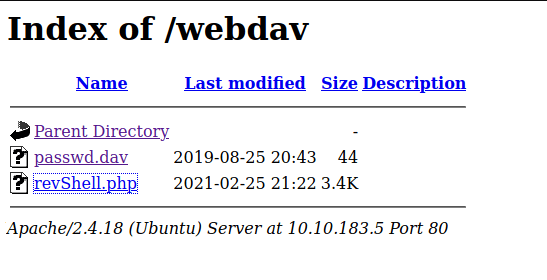 Index of /webdav
Name Last modified Size Description
Parent Directory -
passwd.dav 2019-08-25 20:43 44
revShell.php 2021-02-25 21:22 3.4K
Apache/2.4.18 (Ubuntu) Server at 10.10.183.5 Port 80